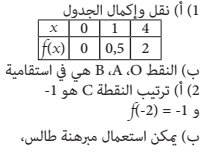 1) أ) نقل وإكمال الجدول
x 0 1 4
f(x) 0 0,5 2
ب) النقط B ،A ،O هي في استقامية
2) أ) ترتيب النقطة C هو 1-
و f(-2) = -1
ب) يمكن استعمال مبرهنة طالس،